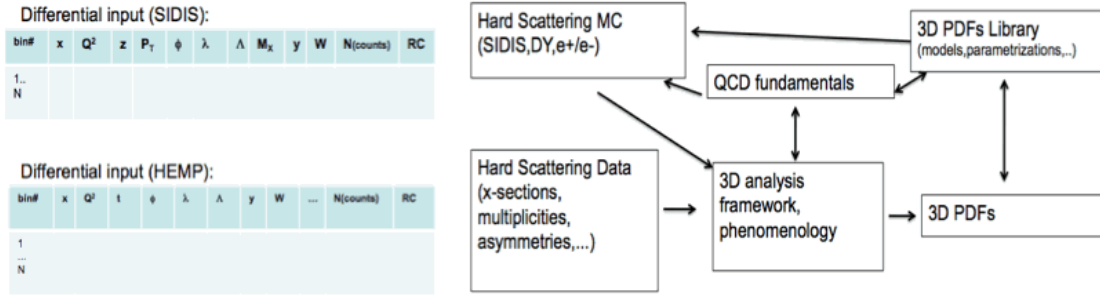 Differential input (SIDIS):
bin# x Q² z P_T ϕ λ Λ M_X y W N(counts) RC
1..
N
Differential input (HEMP):
bin# x Q² t ϕ λ Λ y W ... N(counts) RC
1
...
N
Hard Scattering MC
(SIDIS,DY,e+/e-)
3D PDFs Library
(models,parametrizations,..)
QCD fundamentals
Hard Scattering Data
(x-sections,
multiplicities,
asymmetries,...)
3D analysis
framework,
phenomenology
3D PDFs